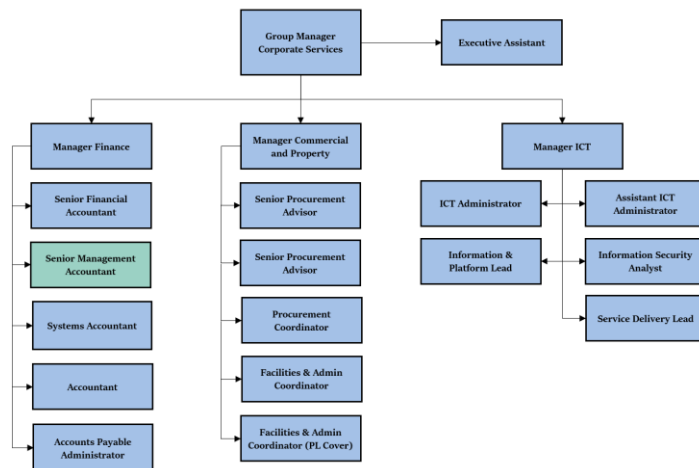 Group Manager
Corporate Services
Executive Assistant
Manager Finance
Senior Financial
Accountant
Senior Management
Accountant
Systems Accountant
Accountant
Accounts Payable
Administrator
Manager Commercial
and Property
Senior Procurement
Advisor
Senior Procurement
Advisor
Procurement
Coordinator
Facilities & Admin
Coordinator
Facilities & Admin
Coordinator (PL Cover)
Manager ICT
ICT Administrator
Assistant ICT
Administrator
Information &
Platform Lead
Information Security
Analyst
Service Delivery Lead